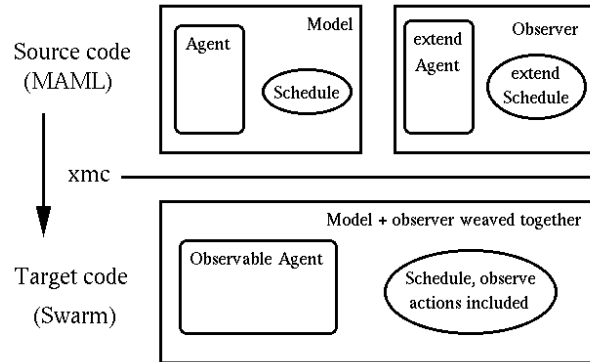 Source code
(MAML)
Model
Agent
Schedule
Observer
extend
Agent
extend
Schedule
xmc
Target code
(Swarm)
Model + observer weaved together
Observable Agent
Schedule, observe
actions included